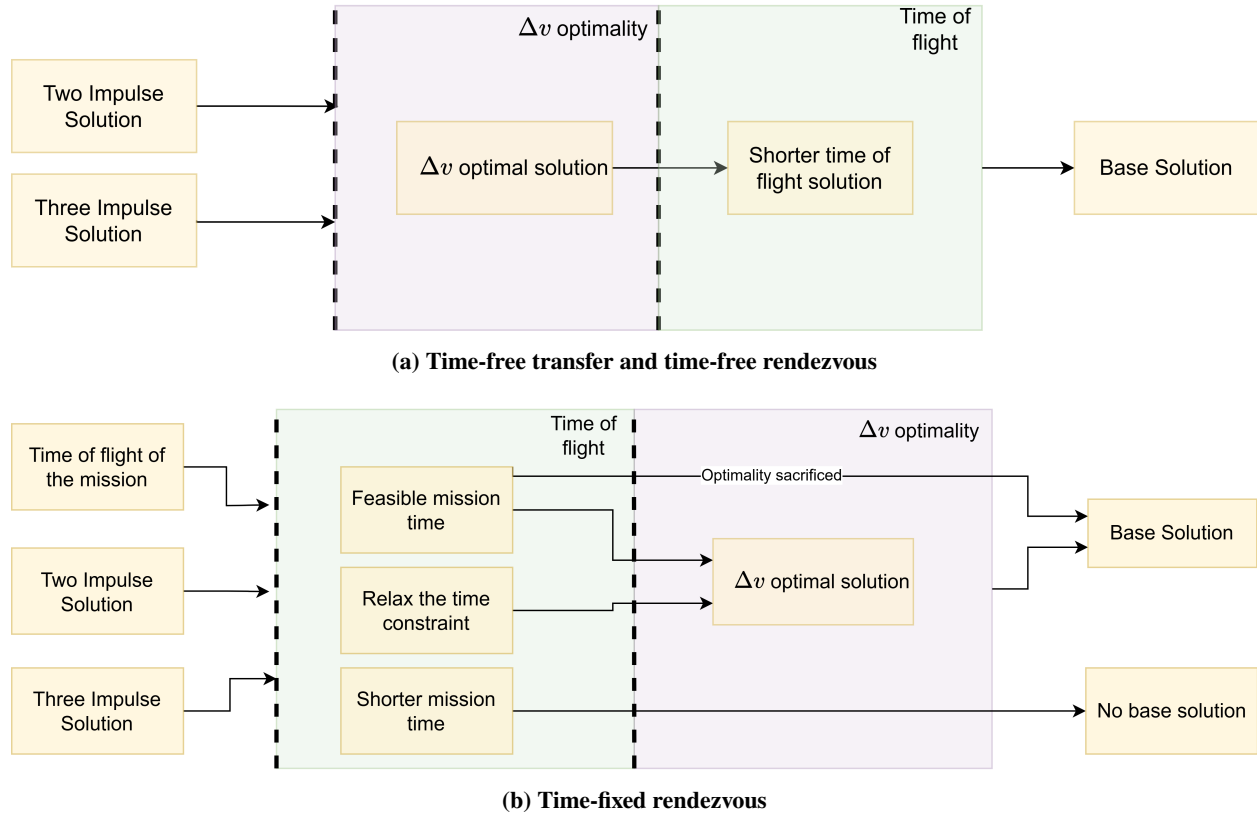 Δv optimality
Time of
flight
Two Impulse
Solution
Three Impulse
Solution
Δv optimal solution
Shorter time of
flight solution
Base Solution
(a) Time-free transfer and time-free rendezvous
Time of
flight
Δv optimality
Time of flight of
the mission
Two Impulse
Solution
Three Impulse
Solution
Feasible mission
time
Relax the time
constraint
Shorter mission
time
Optimality sacrificed
Δv optimal solution
Base Solution
No base solution
(b) Time-fixed rendezvous